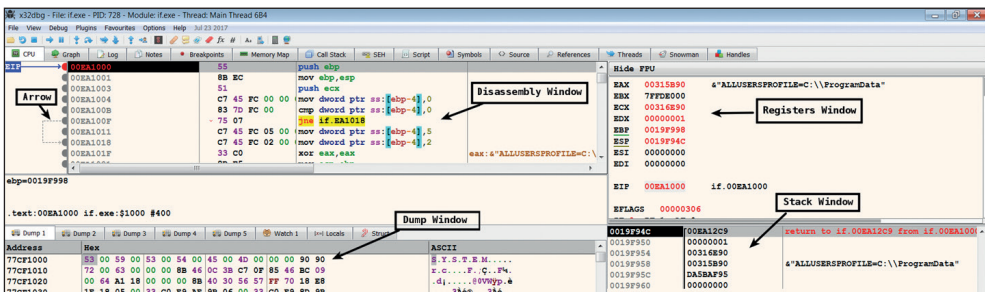 x32dbg - File: if.exe - PID: 728 - Module: if.exe - Thread: Main Thread 6B4
File View Debug Plugins Favourites Options Help Jul 23 2017
CPU Graph Log Notes Breakpoints Memory Map Call Stack SEH Script Symbols Source References Threads Snowman Handles
EIP 00EA1000 55 push ebp
00EA1001 8B EC mov ebp,esp
00EA1003 51 push ecx
Arrow
00EA1004 C7 45 FC 00 00 mov dword ptr ss:[ebp-4],0
00EA100B 83 7D FC 00 cmp dword ptr ss:[ebp-4],0
00EA100F 75 07 jne if.EA1018
00EA1011 C7 45 FC 05 00 mov dword ptr ss:[ebp-4],5
00EA1018 C7 45 FC 02 00 mov dword ptr ss:[ebp-4],2
00EA101F 33 C0 xor eax,eax eax:&"ALLUSERSPROFILE=C:\
Disassembly Window
Hide FPU
EAX 00315B90 &"ALLUSERSPROFILE=C:\\ProgramData"
EBX 7FFDE000
ECX 00316E90
EDX 00000001
EBP 0019F998
ESP 0019F94C
ESI 00000000
EDI 00000000
Registers Window
EIP 00EA1000 if.00EA1000
EFLAGS 00000306
ebp=0019F998
.text:00EA1000 if.exe:$1000 #400
Dump Window
Stack Window
Dump 1 Dump 2 Dump 3 Dump 4 Dump 5 Watch 1 Locals Struct
Address Hex ASCII
77CF1000 53 00 59 00 53 00 54 00 45 00 4D 00 00 00 90 90 S.Y.S.T.E.M.....
77CF1010 72 00 63 00 00 00 8B 46 0C 3B C7 0F 85 46 BC 09
77CF1020 00 64 A1 18 00 00 00 8B 40 30 56 57 FF 70 18 E8
0019F94C 00EA12C9 return to if.00EA12C9 from if.00EA1000
0019F950 00000001
0019F954 00316E90
0019F958 00315B90 &"ALLUSERSPROFILE=C:\\ProgramData"
0019F95C DA5BAF95
0019F960 00000000